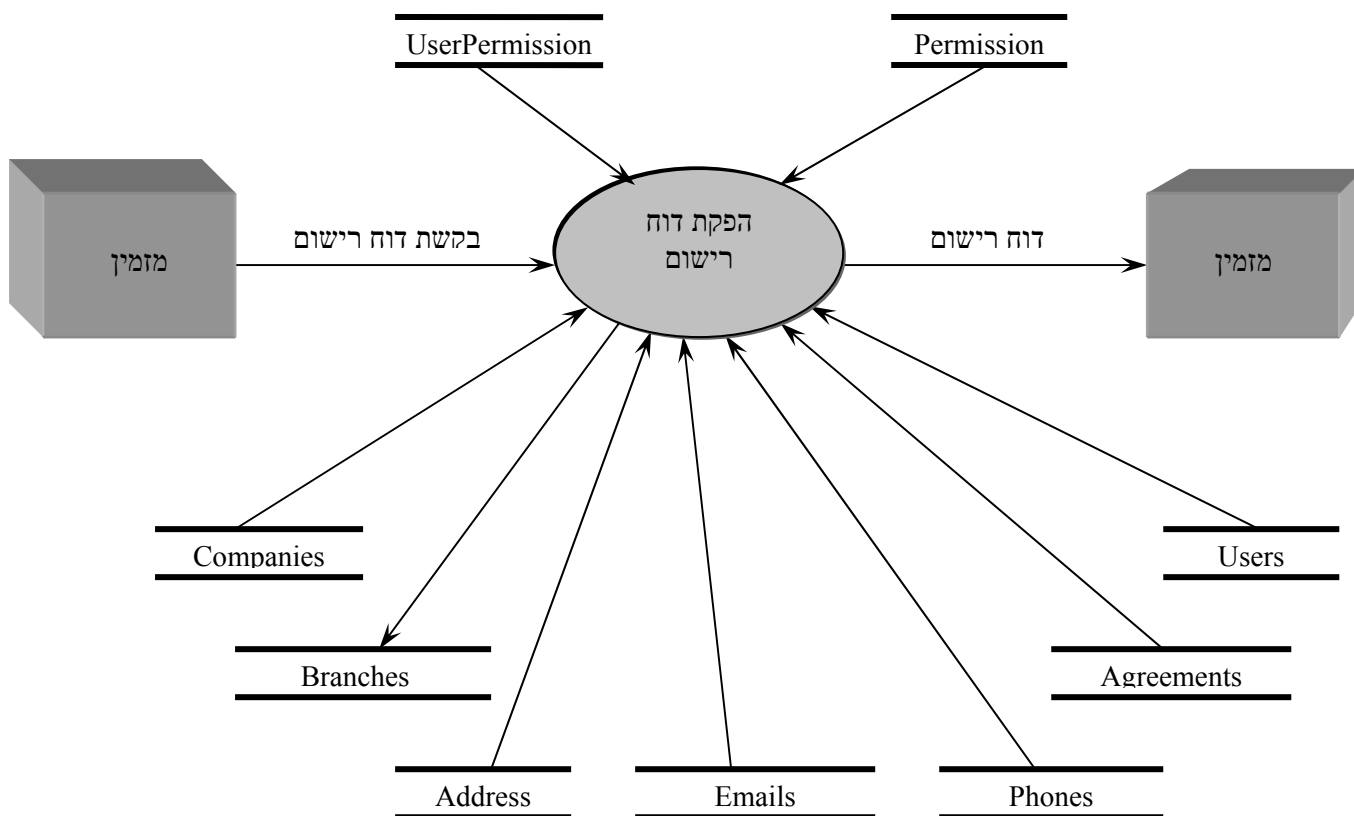 UserPermission
Permission
מזמין
בקשת דוח רישום
הפקת דוח
רישום
דוח רישום
מזמין
Companies
Users
Branches
Agreements
Address
Emails
Phones